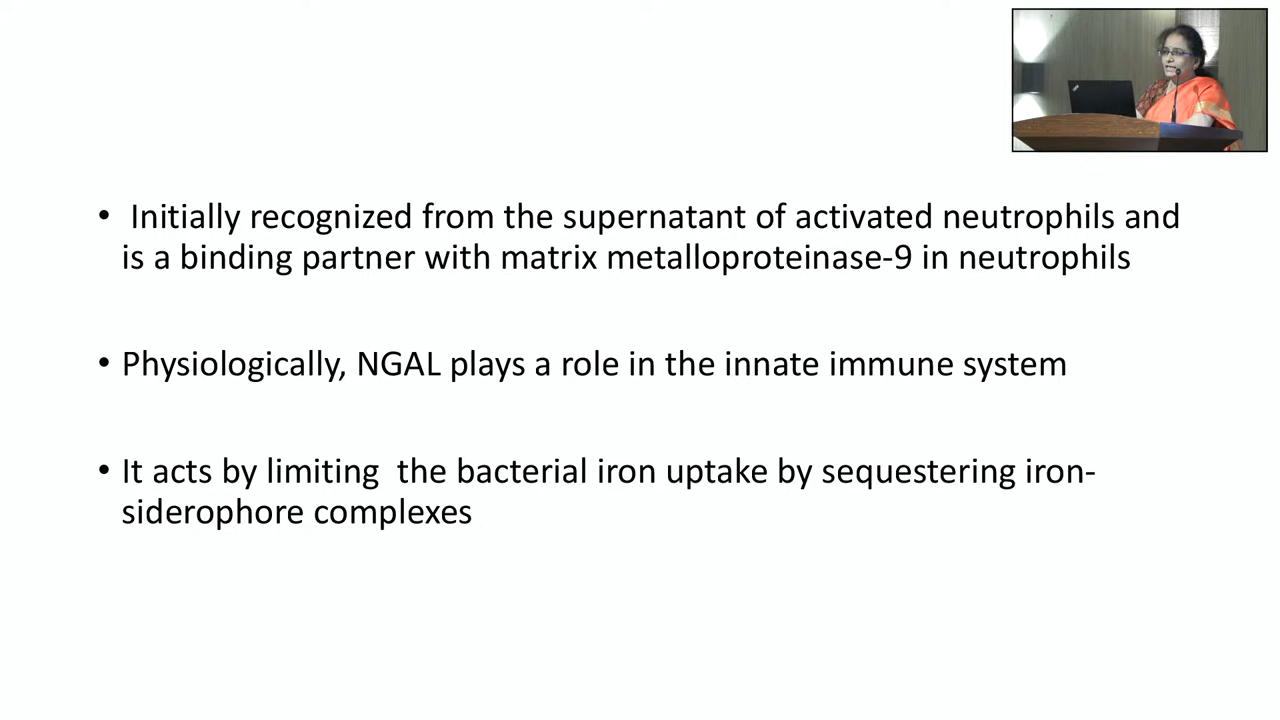 • Initially recognized from the supernatant of activated neutrophils and
is a binding partner with matrix metalloproteinase-9 in neutrophils
• Physiologically, NGAL plays a role in the innate immune system
• It acts by limiting  the bacterial iron uptake by sequestering iron-
siderophore complexes